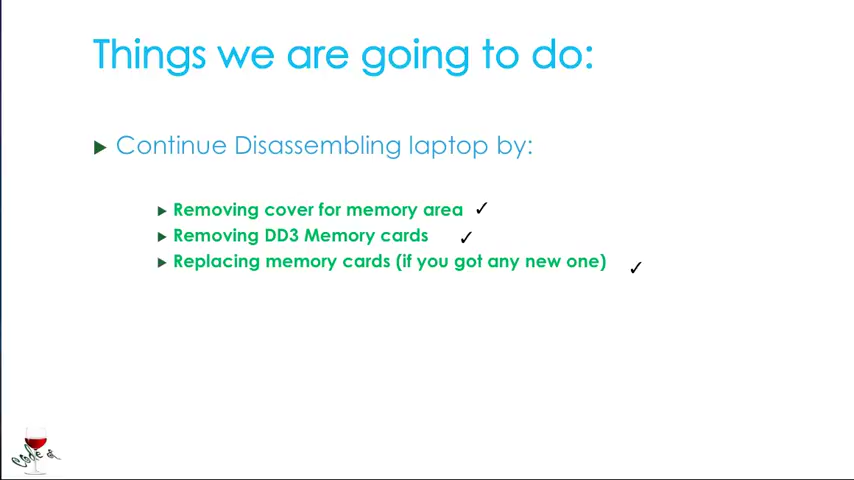 Things we are going to do:
Continue Disassembling laptop by:
Removing cover for memory area ✓
Removing DD3 Memory cards ✓
Replacing memory cards (if you got any new one) ✓
Code